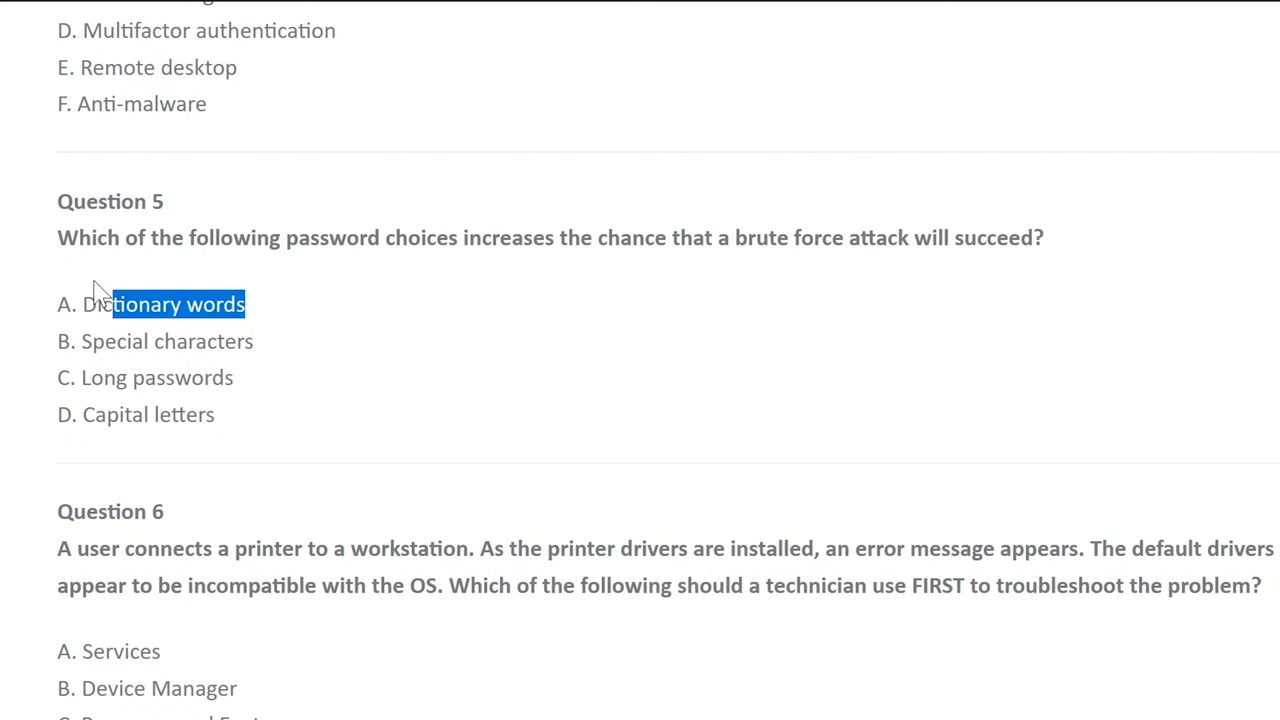 D. Multifactor authentication
E. Remote desktop
F. Anti-malware
Question 5
Which of the following password choices increases the chance that a brute force attack will succeed?
A. Dictionary words
B. Special characters
C. Long passwords
D. Capital letters
Question 6
A user connects a printer to a workstation. As the printer drivers are installed, an error message appears. The default drivers
appear to be incompatible with the OS. Which of the following should a technician use FIRST to troubleshoot the problem?
A. Services
B. Device Manager